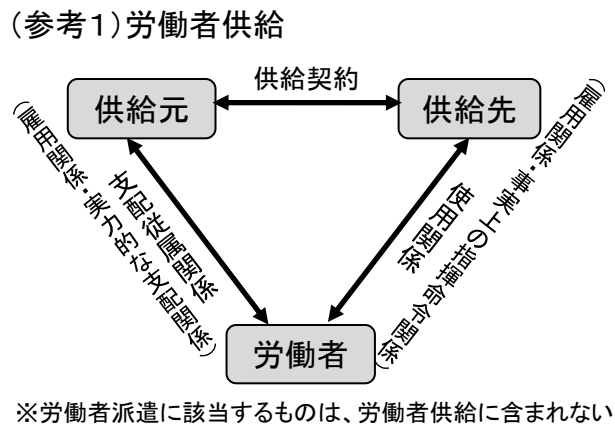 （参考１）労働者供給
供給契約
供給元
供給先
支配従属関係
（雇用関係・実力的な支配関係）
使用関係
（雇用関係・事実上の指揮命令関係）
労働者
※労働者派遣に該当するものは、労働者供給に含まれない